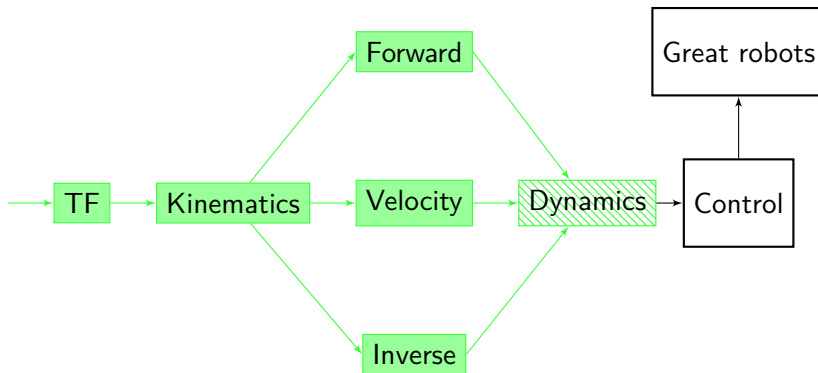 Forward
Great robots
TF
Kinematics
Velocity
Dynamics
Control
Inverse